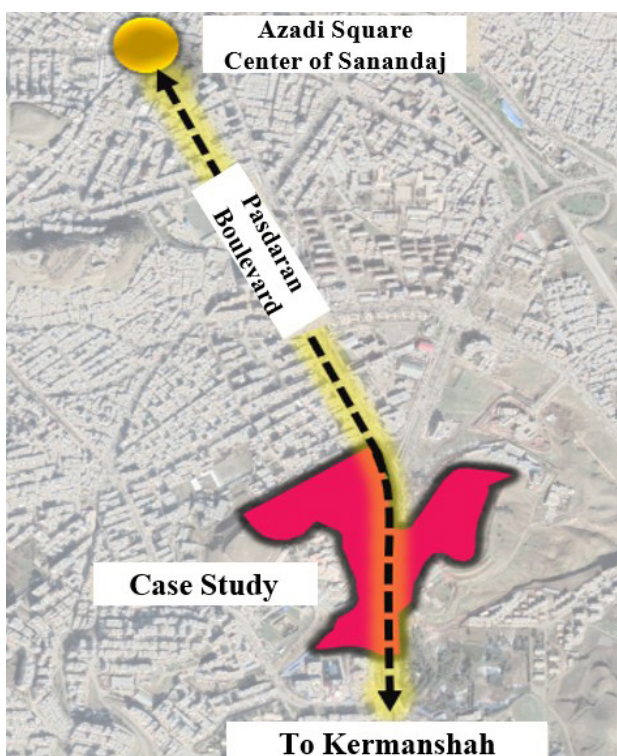 Azadi Square
Center of Sanandaj
Pasdaran
Boulevard
Case Study
To Kermanshah